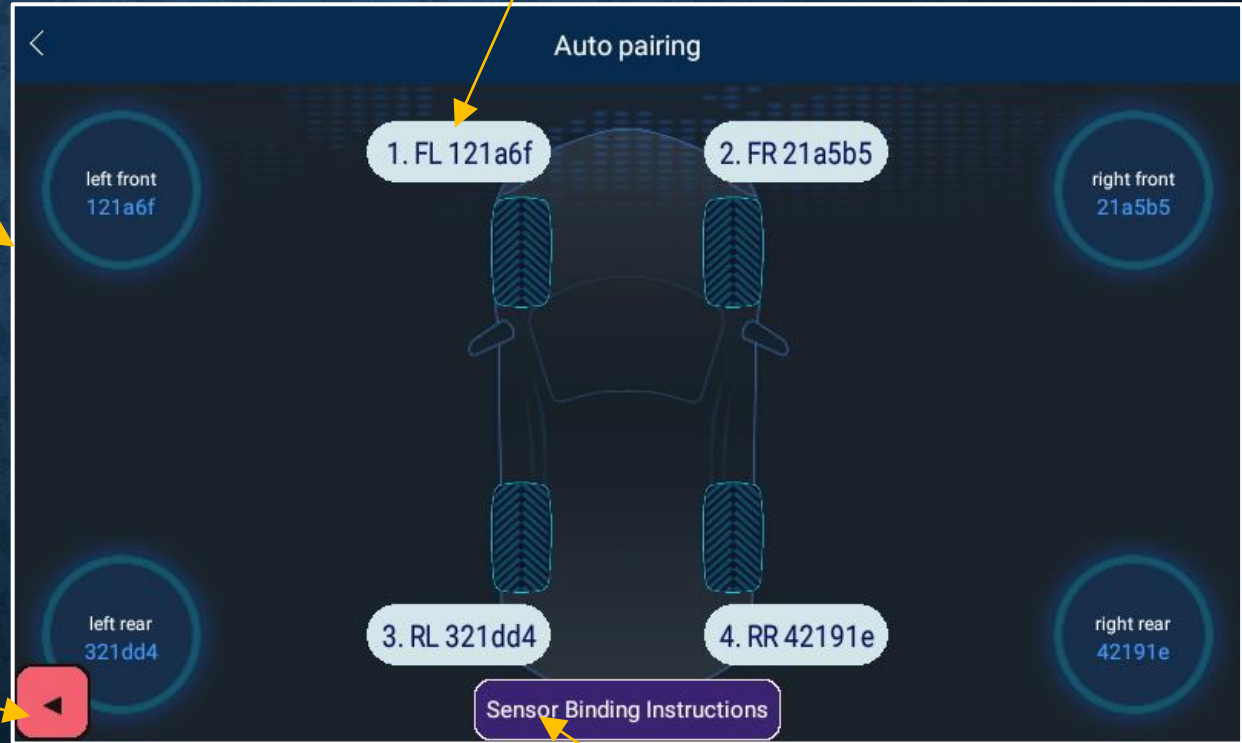 Auto pairing
left front
121a6f
1. FL 121a6f
2. FR 21a5b5
right front
21a5b5
left rear
321dd4
3. RL 321dd4
4. RR 42191e
right rear
42191e
Sensor Binding Instructions